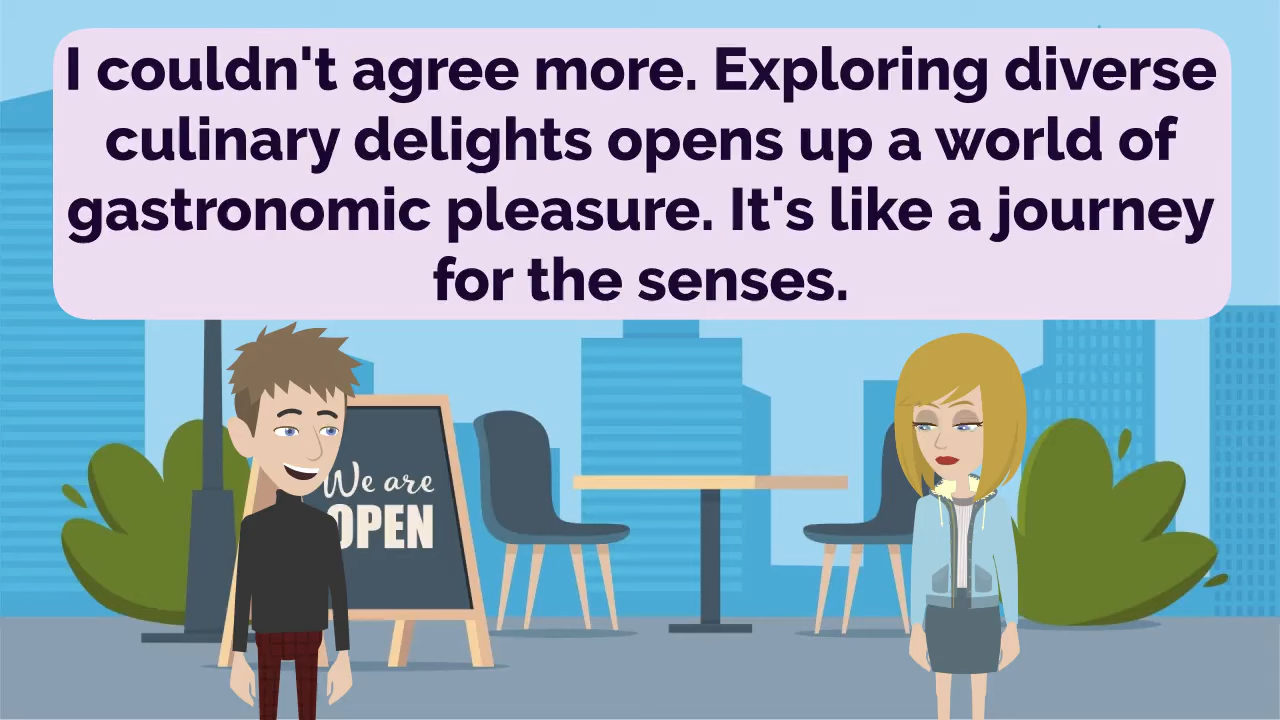 I couldn't agree more. Exploring diverse
culinary delights opens up a world of
gastronomic pleasure. It's like a journey
for the senses.
We are
OPEN